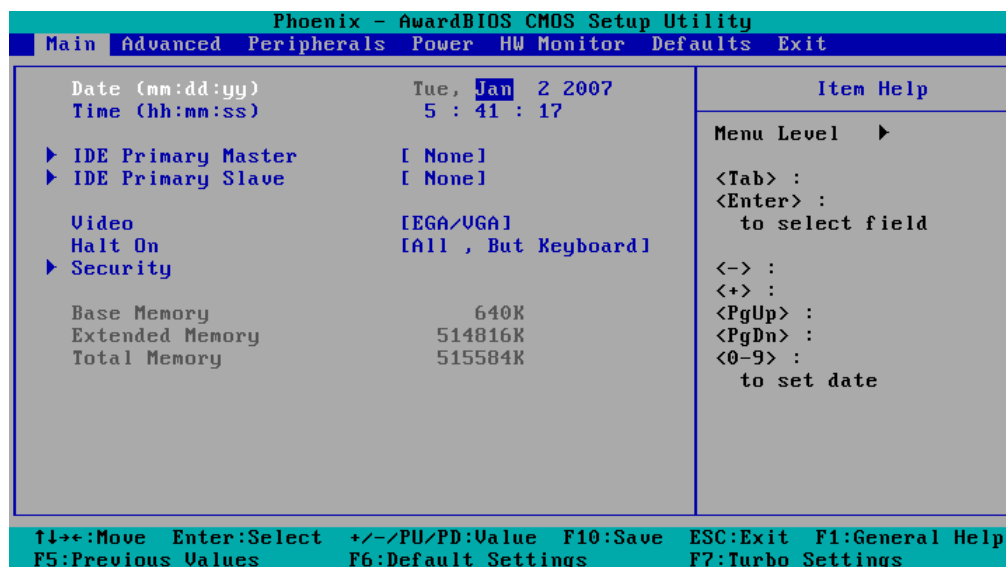 Phoenix - AwardBIOS CMOS Setup Utility
Main Advanced Peripherals Power HW Monitor Defaults Exit
Date (mm:dd:yy) Tue, Jan 2 2007
Time (hh:mm:ss) 5 : 41 : 17
IDE Primary Master [ None]
IDE Primary Slave [ None]
Video [EGA/VGA]
Halt On [All , But Keyboard]
Security
Base Memory 640K
Extended Memory 514816K
Total Memory 515584K
Item Help
Menu Level ▶
<Tab> :
<Enter> :
to select field
<-> :
<+> :
<PgUp> :
<PgDn> :
<0-9> :
to set date
↑↓→←:Move Enter:Select +/-/PU/PD:Value F10:Save ESC:Exit F1:General Help
F5:Previous Values F6:Default Settings F7:Turbo Settings